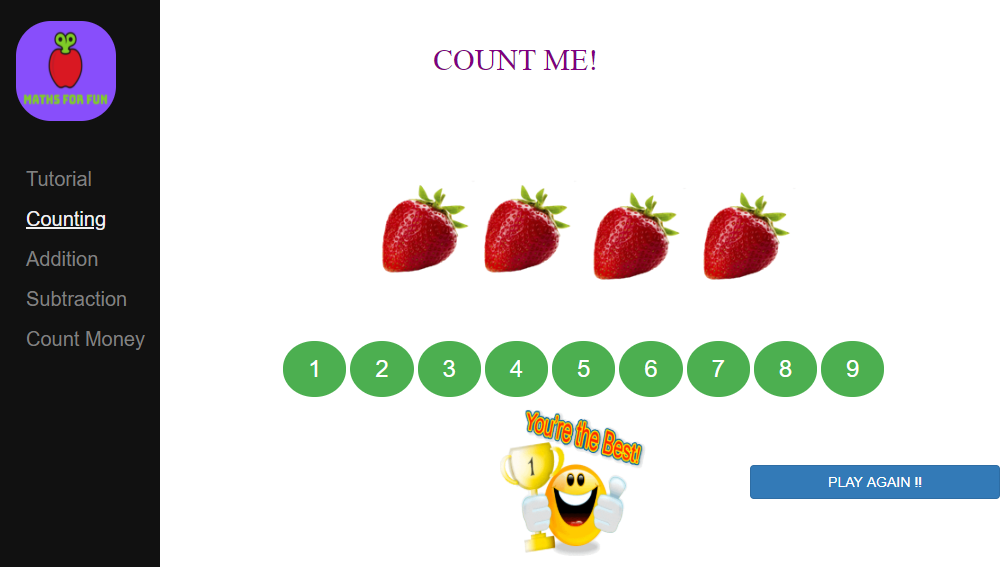 MATHS FOR FUN
Tutorial
Counting
Addition
Subtraction
Count Money
COUNT ME!
1 2 3 4 5 6 7 8 9
You're the Best!
1
PLAY AGAIN !!